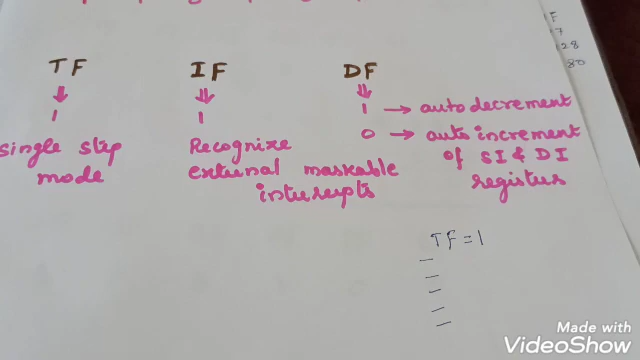 TF IF DF
1 1 1 → auto decrement
0 → auto increment
single step Recognize of SI & DI
mode external maskable registers
interrupts
TF = 1
Made with
VideoShow